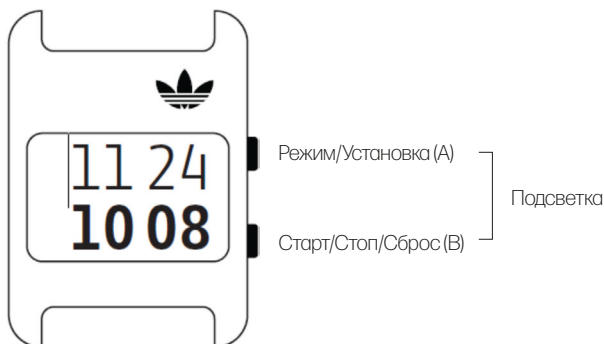 11 24
10 08
Режим/Установка (A)
Подсветка
Старт/Стоп/Сброс (B)